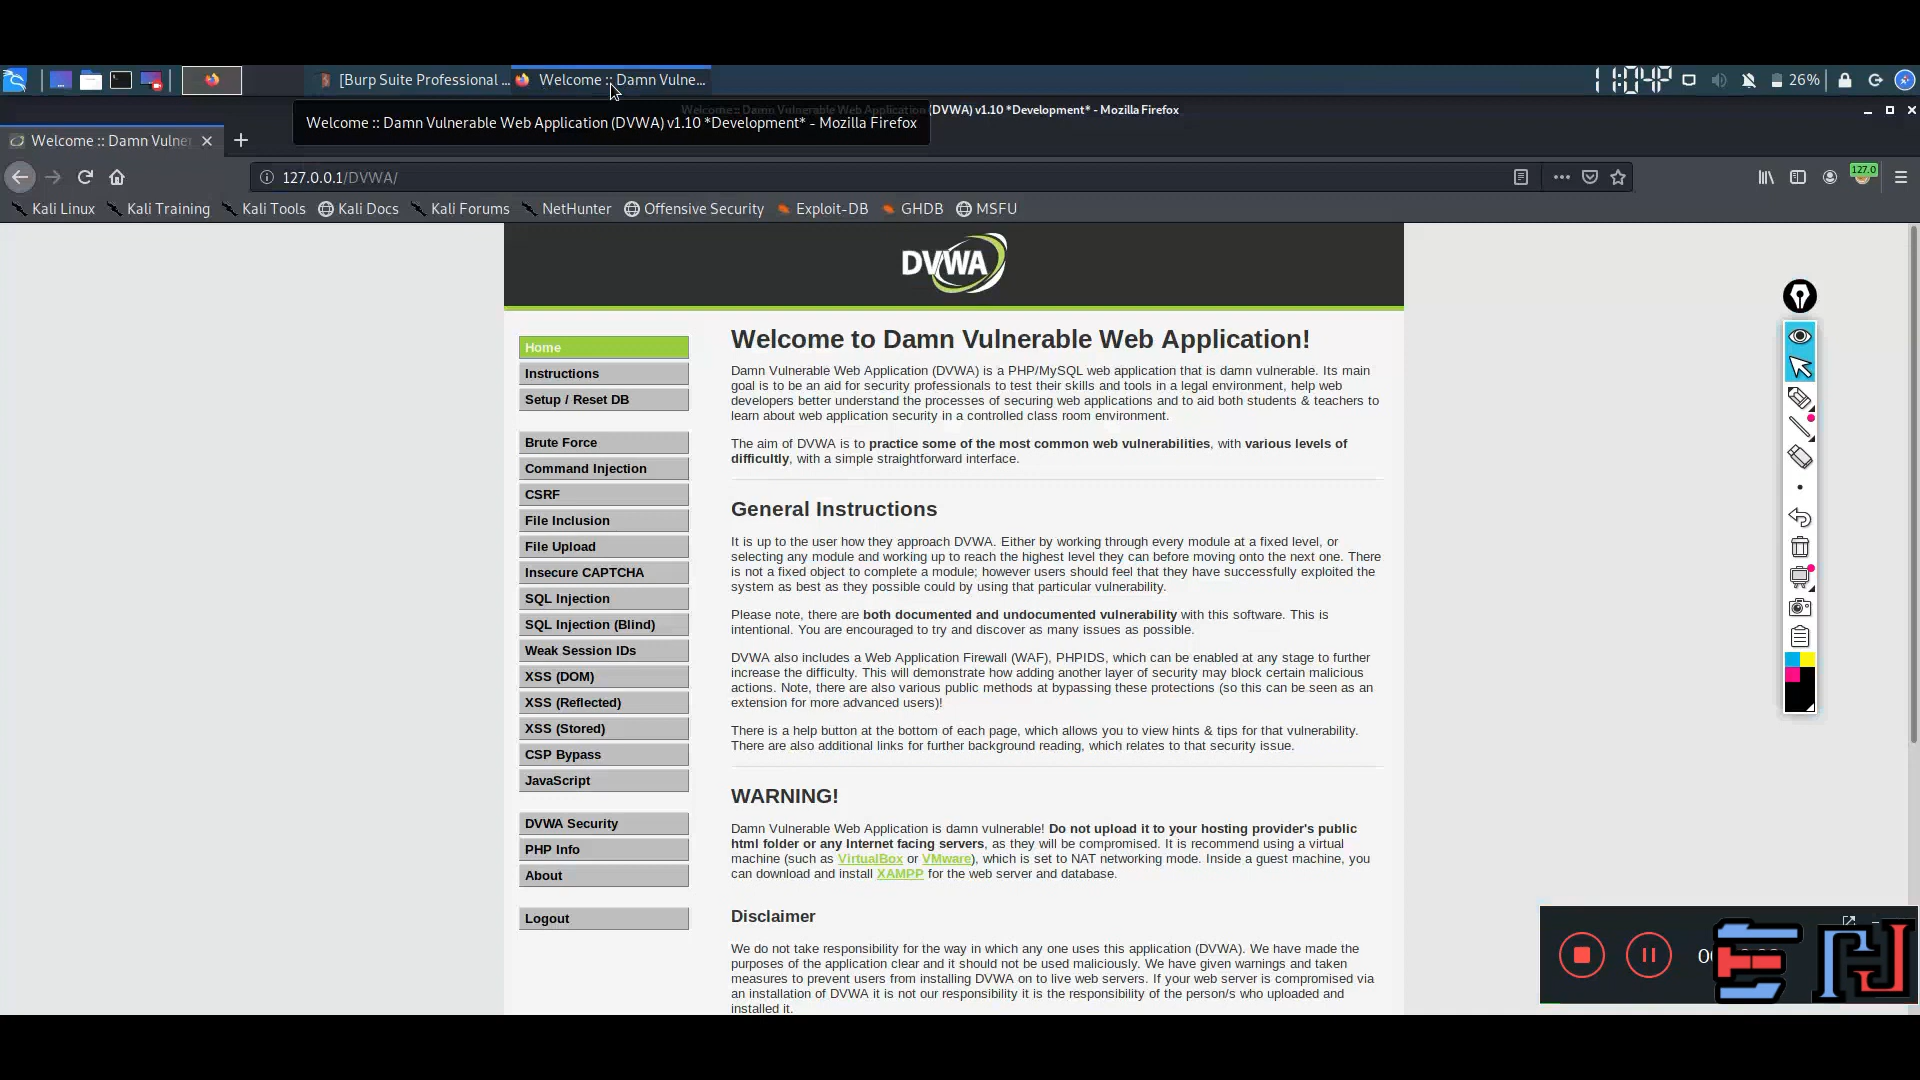 [Burp Suite Professional ...
Welcome :: Damn Vulne...
11:04P
26%
(DVWA) v1.10 *Development* - Mozilla Firefox
Welcome :: Damn Vulnerable Web Application (DVWA) v1.10 *Development* - Mozilla Firefox
Welcome :: Damn Vulne
127.0.0.1/DVWA/
127.0
Kali Linux
Kali Training
Kali Tools
Kali Docs
Kali Forums
NetHunter
Offensive Security
Exploit-DB
GHDB
MSFU
DVWA
Home
Instructions
Setup / Reset DB
Brute Force
Command Injection
CSRF
File Inclusion
File Upload
Insecure CAPTCHA
SQL Injection
SQL Injection (Blind)
Weak Session IDs
XSS (DOM)
XSS (Reflected)
XSS (Stored)
CSP Bypass
JavaScript
DVWA Security
PHP Info
About
Logout
Welcome to Damn Vulnerable Web Application!
Damn Vulnerable Web Application (DVWA) is a PHP/MySQL web application that is damn vulnerable. Its main
goal is to be an aid for security professionals to test their skills and tools in a legal environment, help web
developers better understand the processes of securing web applications and to aid both students & teachers to
learn about web application security in a controlled class room environment.
The aim of DVWA is to practice some of the most common web vulnerabilities, with various levels of
difficultly, with a simple straightforward interface.
General Instructions
It is up to the user how they approach DVWA. Either by working through every module at a fixed level, or
selecting any module and working up to reach the highest level they can before moving onto the next one. There
is not a fixed object to complete a module; however users should feel that they have successfully exploited the
system as best as they possible could by using that particular vulnerability.
Please note, there are both documented and undocumented vulnerability with this software. This is
intentional. You are encouraged to try and discover as many issues as possible.
DVWA also includes a Web Application Firewall (WAF), PHPIDS, which can be enabled at any stage to further
increase the difficulty. This will demonstrate how adding another layer of security may block certain malicious
actions. Note, there are also various public methods at bypassing these protections (so this can be seen as an
extension for more advanced users)!
There is a help button at the bottom of each page, which allows you to view hints & tips for that vulnerability.
There are also additional links for further background reading, which relates to that security issue.
WARNING!
Damn Vulnerable Web Application is damn vulnerable! Do not upload it to your hosting provider's public
html folder or any Internet facing servers, as they will be compromised. It is recommend using a virtual
machine (such as VirtualBox or VMware), which is set to NAT networking mode. Inside a guest machine, you
can download and install XAMPP for the web server and database.
Disclaimer
We do not take responsibility for the way in which any one uses this application (DVWA). We have made the
purposes of the application clear and it should not be used maliciously. We have given warnings and taken
measures to prevent users from installing DVWA on to live web servers. If your web server is compromised via
an installation of DVWA it is not our responsibility it is the responsibility of the person/s who uploaded and
installed it.